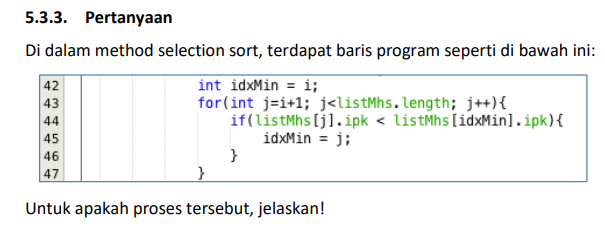 5.3.3. Pertanyaan
Di dalam method selection sort, terdapat baris program seperti di bawah ini:
42 int idxMin = i;
43 for(int j=i+1; j<listMhs.length; j++){
44 if(listMhs[j].ipk < listMhs[idxMin].ipk){
45 idxMin = j;
46 }
47 }
Untuk apakah proses tersebut, jelaskan!